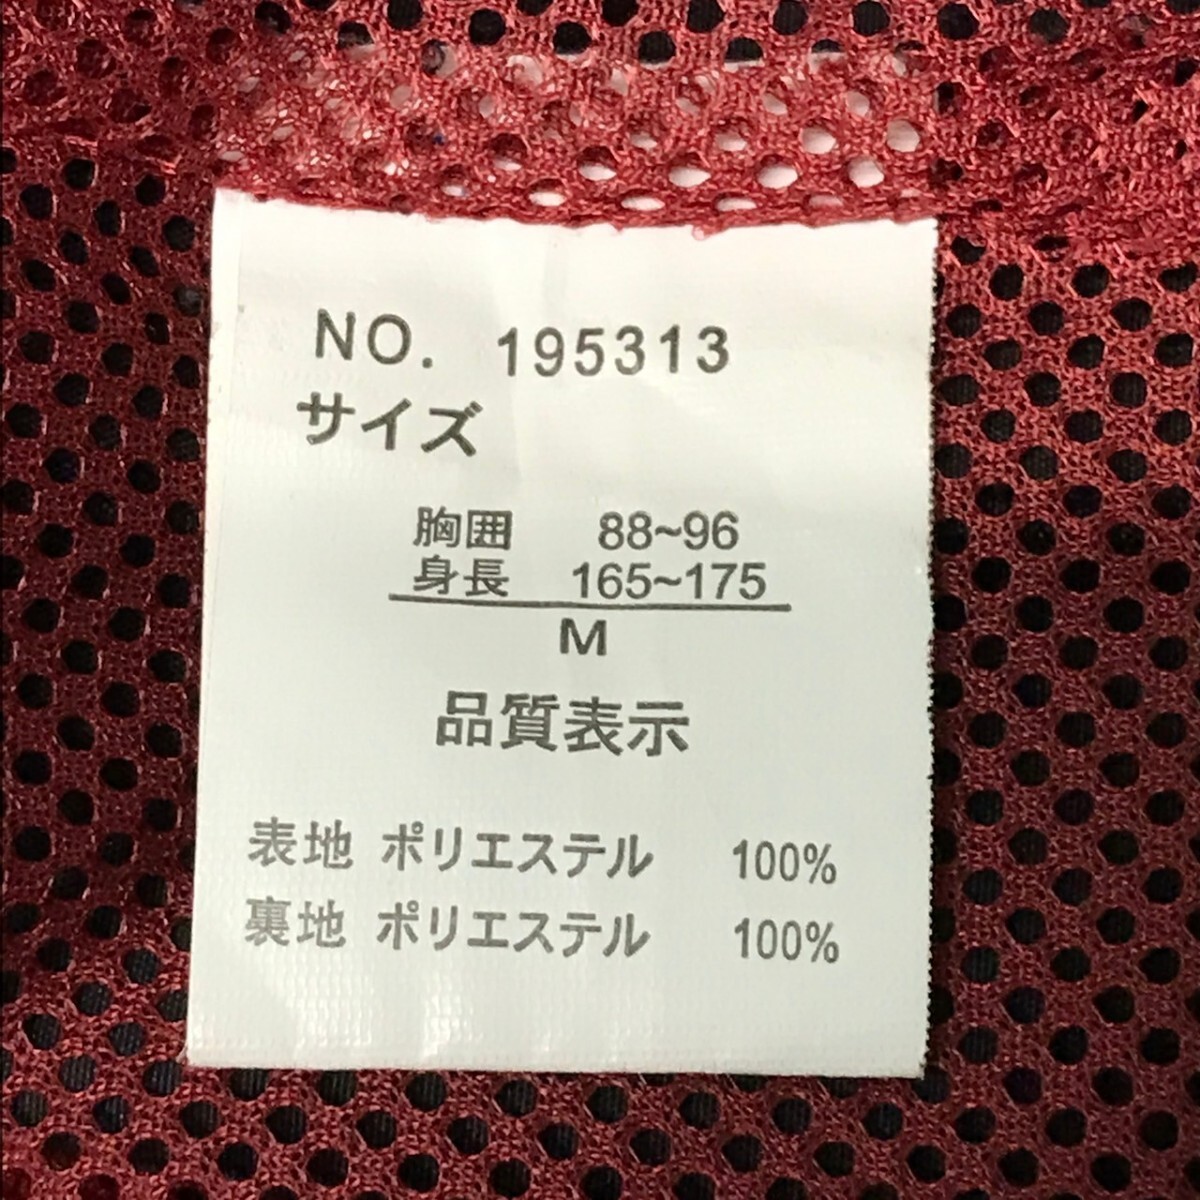 NO. 195313
サイズ
胸囲 88~96
身長 165~175
M
品質表示
表地 ポリエステル 100%
裏地 ポリエステル 100%